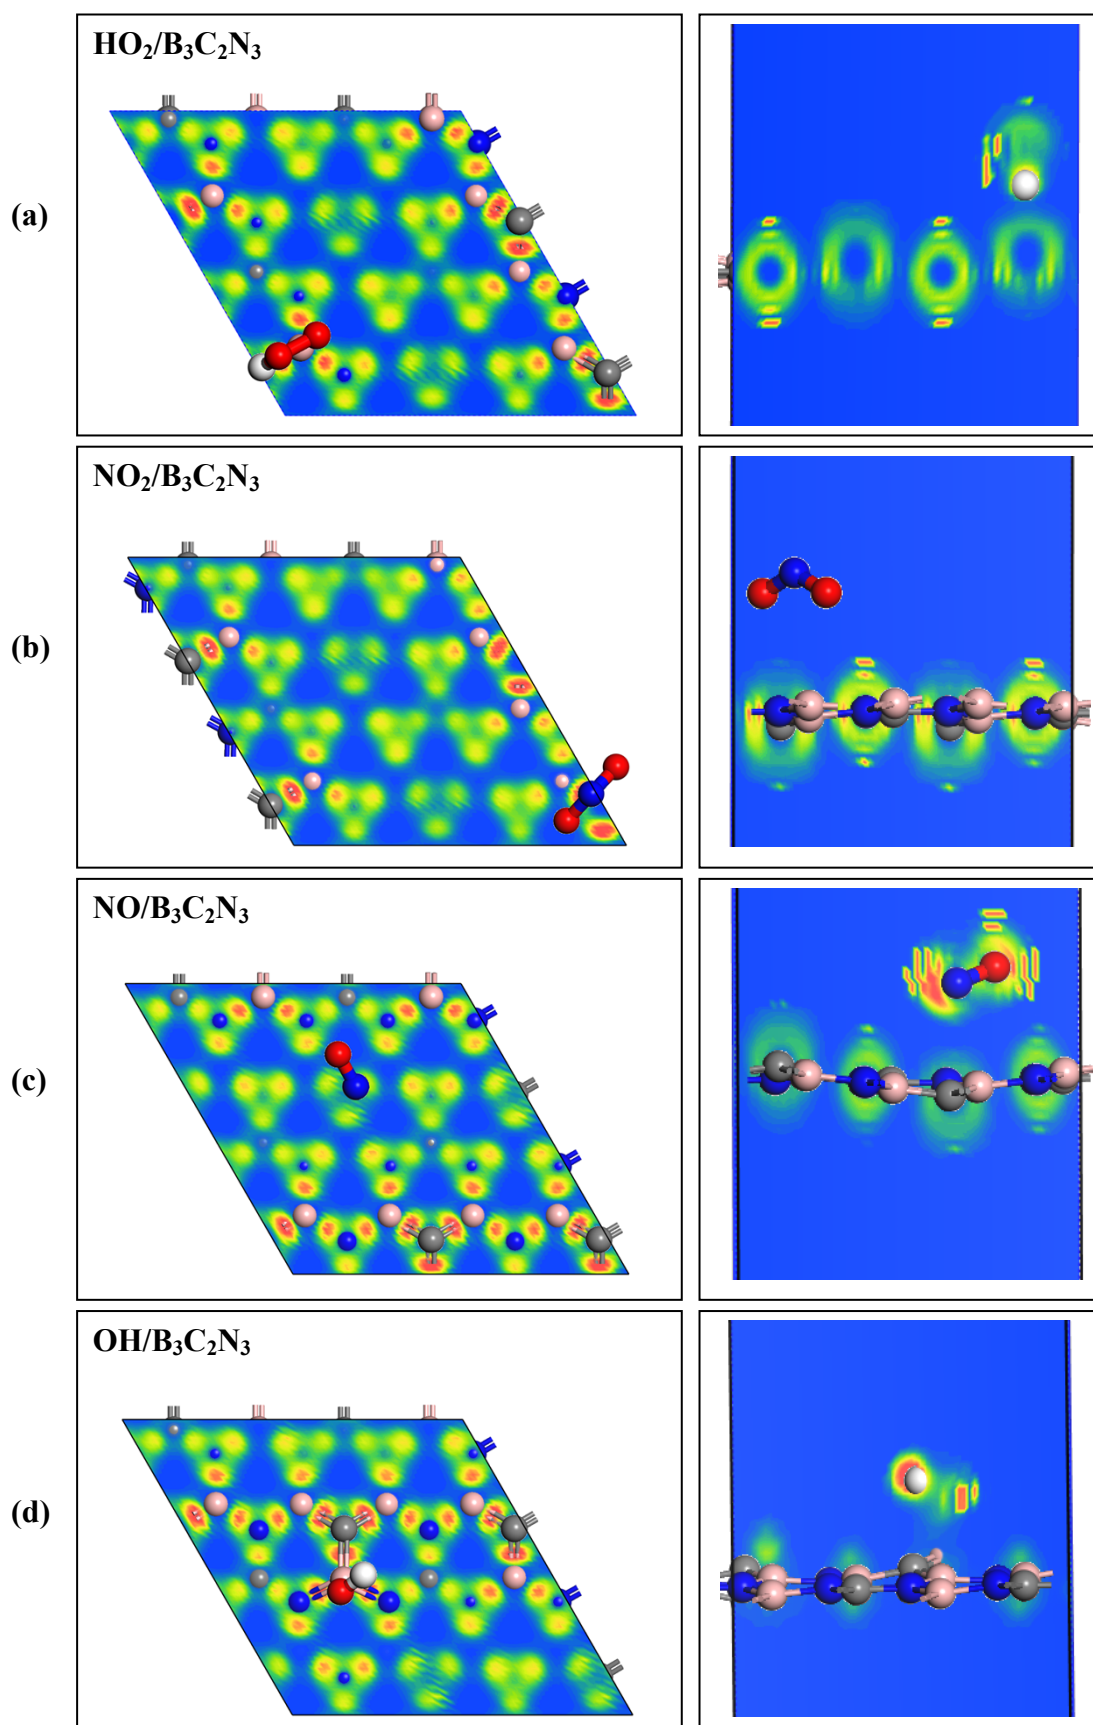 HO₂/B₃C₂N₃
(a)
NO₂/B₃C₂N₃
(b)
NO/B₃C₂N₃
(c)
OH/B₃C₂N₃
(d)